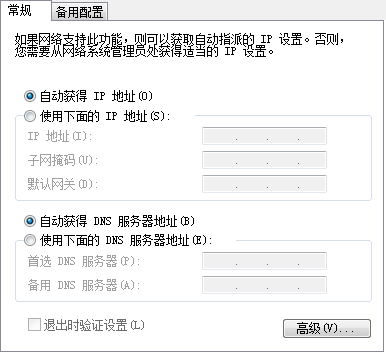 常规
备用配置
如果网络支持此功能，则可以获取自动指派的 IP 设置。否则，
您需要从网络系统管理员处获得适当的 IP 设置。
自动获得 IP 地址(O)
使用下面的 IP 地址(S):
IP 地址(I):
子网掩码(U):
默认网关(D):
自动获得 DNS 服务器地址(B)
使用下面的 DNS 服务器地址(E):
首选 DNS 服务器(P):
备用 DNS 服务器(A):
退出时验证设置(L)
高级(V)...